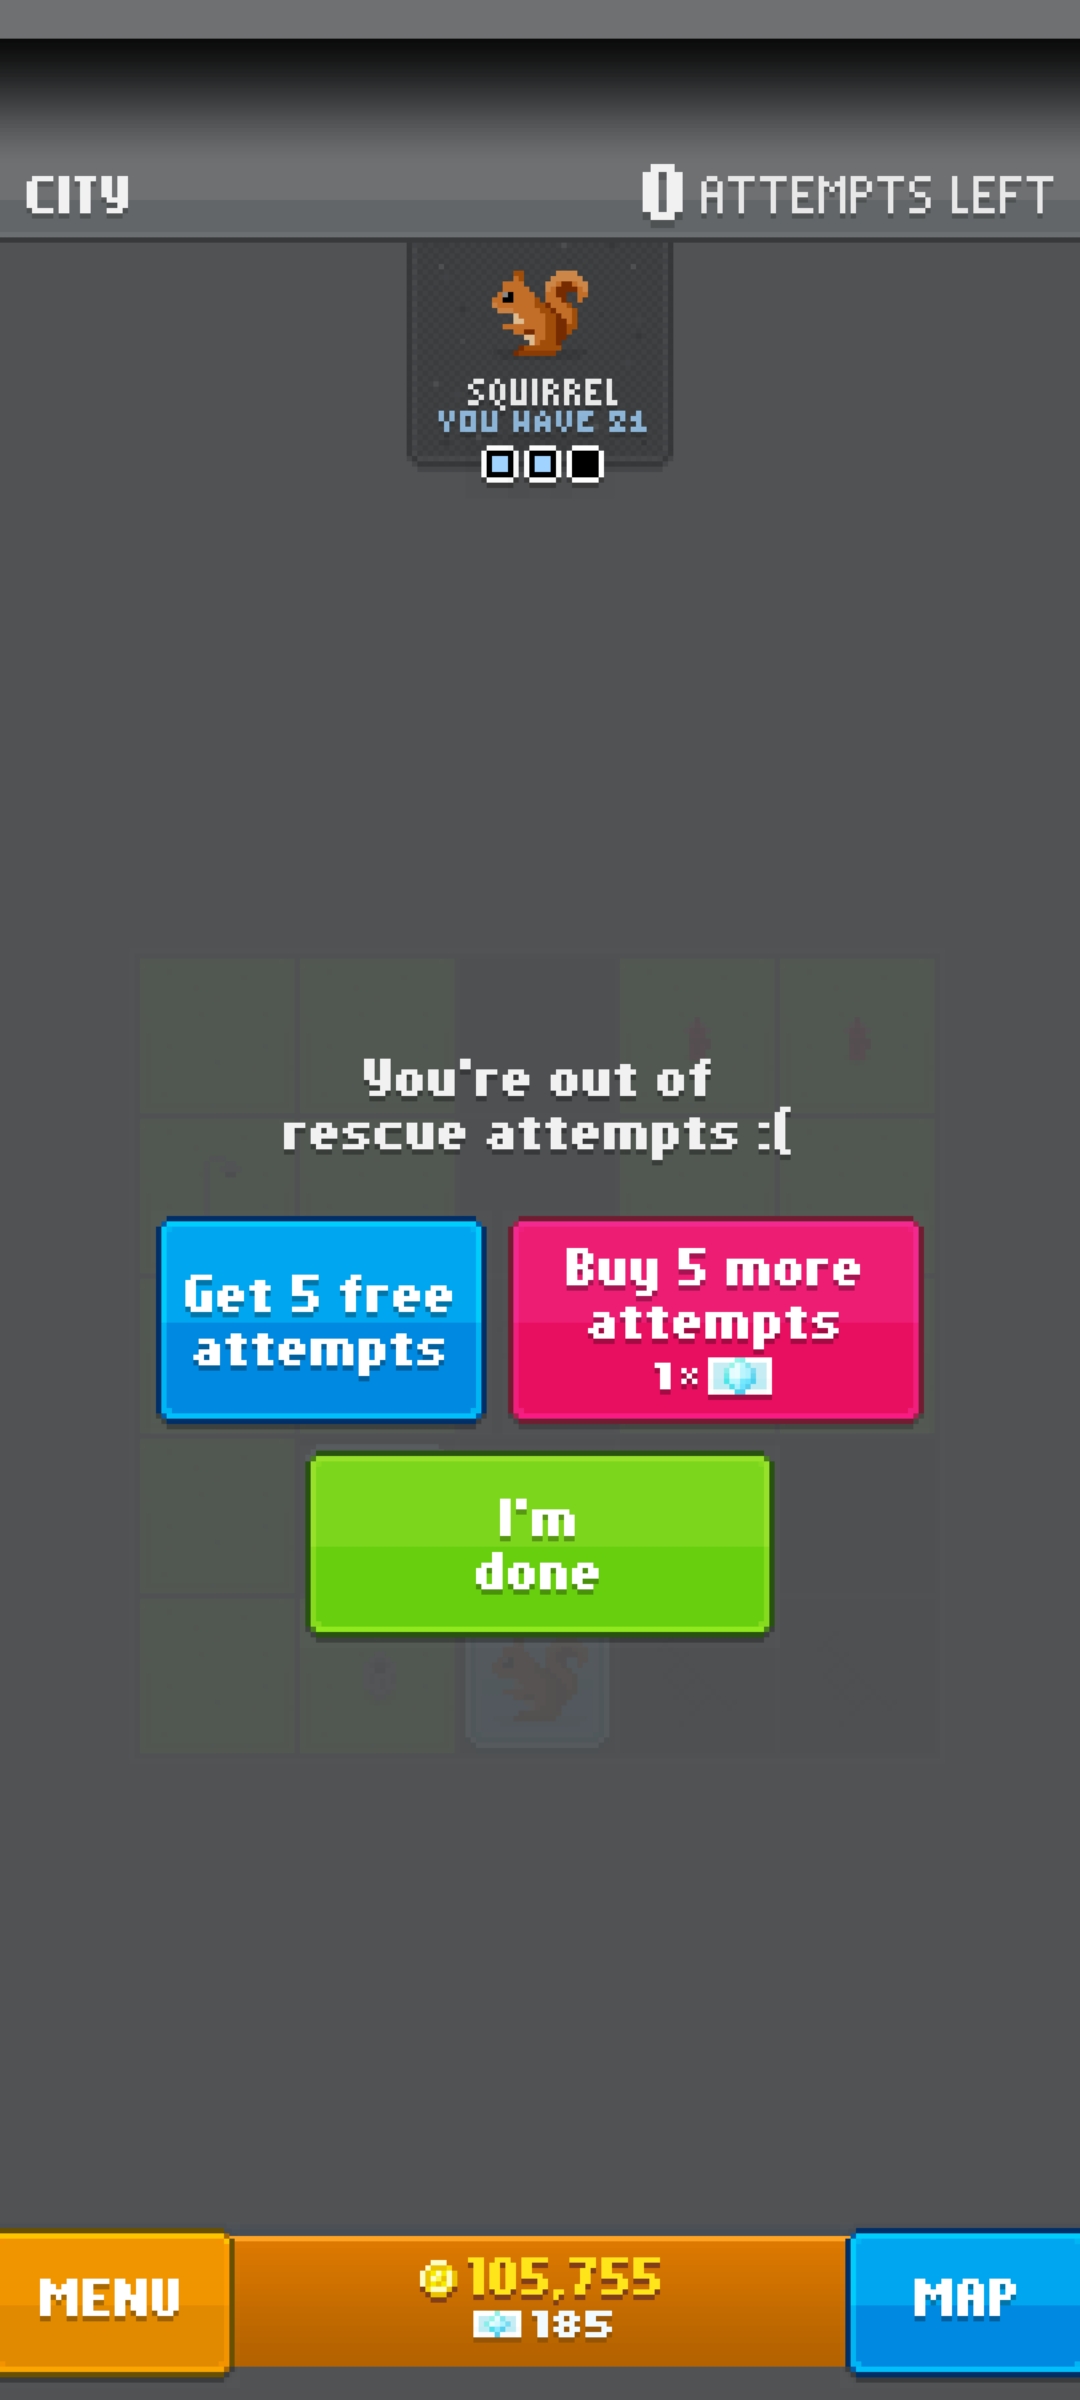 CITY
0 ATTEMPTS LEFT
SQUIRREL
YOU HAVE 21
You're out of
rescue attempts :(
Get 5 free
attempts
Buy 5 more
attempts
1×
I'm
done
MENU
105,755
185
MAP